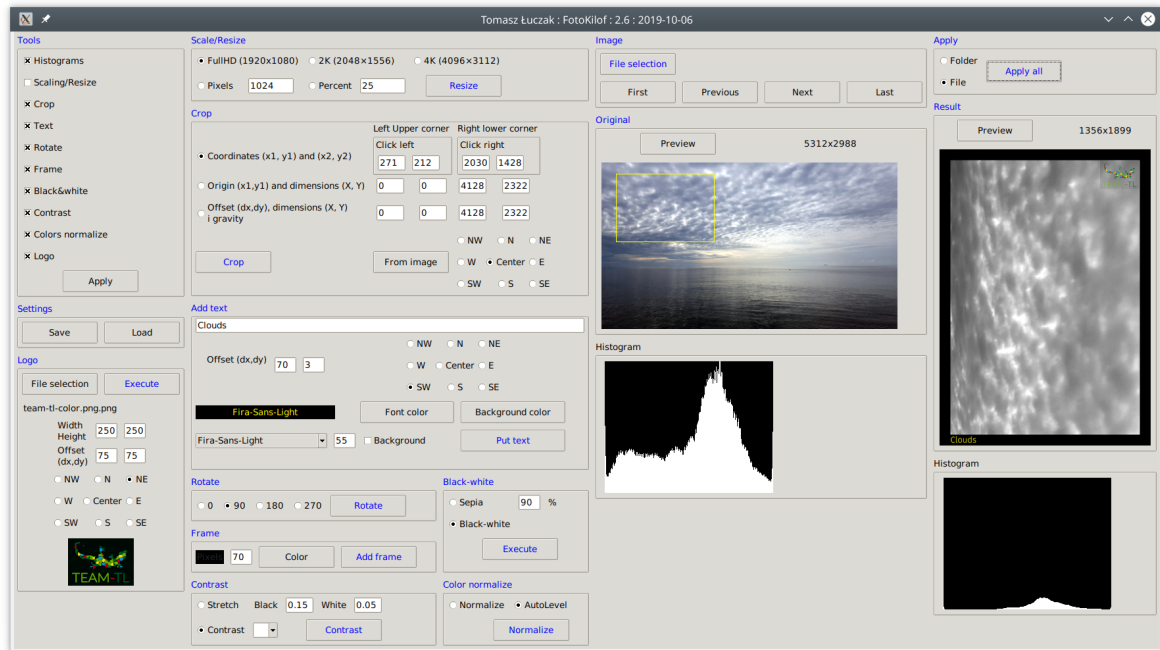 Tomasz Łuczak : FotoKilof : 2.6 : 2019-10-06
Tools
Histograms
Scaling/Resize
Crop
Text
Rotate
Frame
Black&white
Contrast
Colors normalize
Logo
Apply
Settings
Save Load
Logo
File selection Execute
team-tl-color.png.png
Width
Height
250 250
Offset
(dx,dy)
75 75
NW N NE
W Center E
SW S SE
TEAM-TL
Scale/Resize
FullHD (1920x1080) 2K (2048×1556) 4K (4096×3112)
Pixels 1024 Percent 25 Resize
Crop
Left Upper corner Right lower corner
Click left Click right
Coordinates (x1, y1) and (x2, y2) 271 212 2030 1428
Origin (x1,y1) and dimensions (X, Y) 0 0 4128 2322
Offset (dx,dy), dimensions (X, Y)
i gravity
0 0 4128 2322
NW N NE
Crop From image W Center E
SW S SE
Add text
Clouds
NW N NE
Offset (dx,dy) 70 3 W Center E
SW S SE
Fira-Sans-Light Font color Background color
Fira-Sans-Light 55 Background Put text
Rotate
0 90 180 270 Rotate
Frame
Pixels 70 Color Add frame
Contrast
Stretch Black 0.15 White 0.05
Contrast Contrast
Black-white
Sepia 90 %
Black-white
Execute
Color normalize
Normalize AutoLevel
Normalize
Image
File selection
First Previous Next Last
Original
Preview 5312x2988
Histogram
Apply
Folder
File
Apply all
Result
Preview 1356x1899
TEAM-TL
Clouds
Histogram